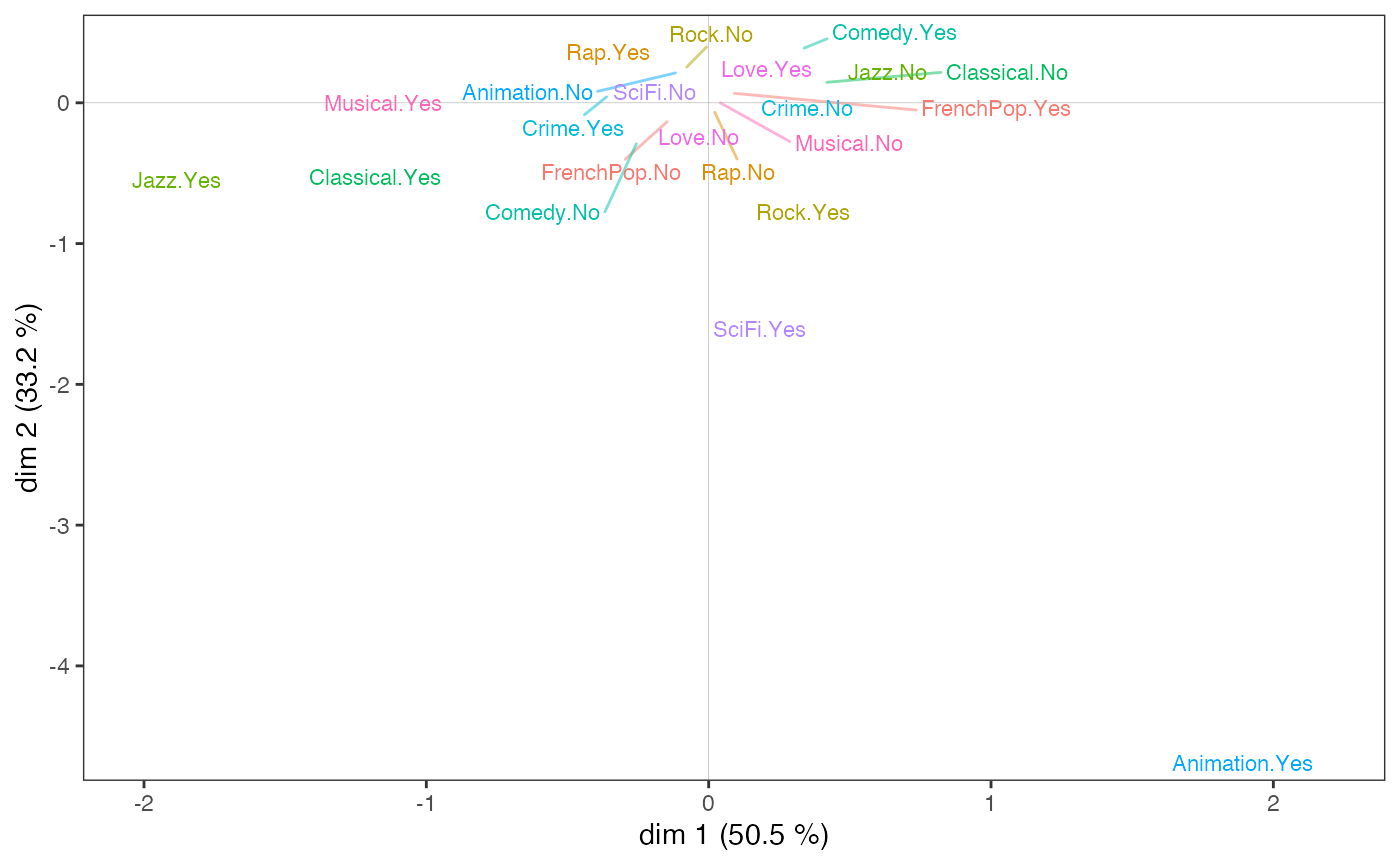 Rock.No
Comedy.Yes
Rap.Yes
Love.Yes
Jazz.No
Classical.No
Animation.No
SciFi.No
Musical.Yes
Crime.No
FrenchPop.Yes
Crime.Yes
Love.No
Musical.No
FrenchPop.No
Rap.No
Jazz.Yes
Classical.Yes
Comedy.No
Rock.Yes
SciFi.Yes
Animation.Yes
0
-1
-2
-3
-4
dim 2 (33.2 %)
-2
-1
0
1
2
dim 1 (50.5 %)